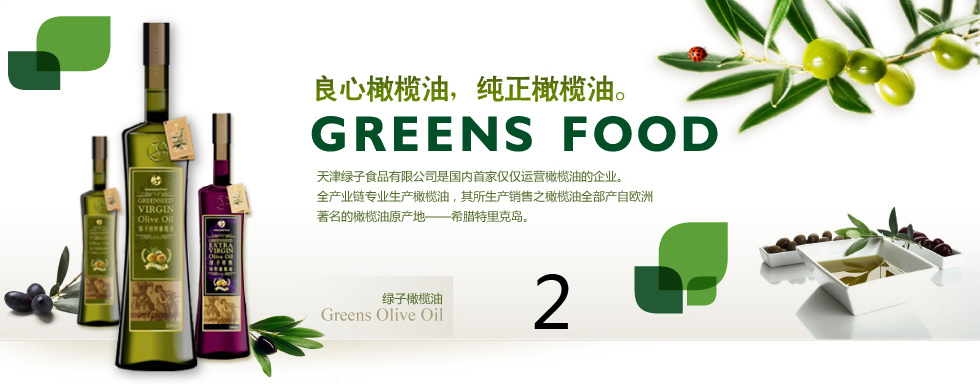 良心橄榄油，纯正橄榄油。
GREENS FOOD
天津绿子食品有限公司是国内首家仅仅运营橄榄油的企业。
全产业链专业生产橄榄油，其所生产销售之橄榄油全部产自欧洲
著名的橄榄油原产地——希腊特里克岛。
GREENSEED
VIRGIN
Olive Oil
GREENSEED
EXTRA
VIRGIN
Olive Oil
绿子橄榄油
Greens Olive Oil
2